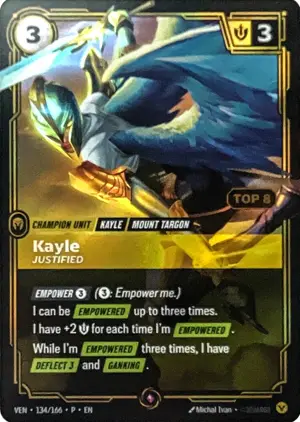 3
3
TOP 8
CHAMPION UNIT KAYLE MOUNT TARGON
Kayle
JUSTIFIED
EMPOWER 3 (3: Empower me.)
I can be EMPOWERED up to three times.
I have +2 for each time I'm EMPOWERED.
While I'm EMPOWERED three times, I have
DEFLECT 3 and GANKING.
VEN • 134/166 • P • EN Michal Ivan